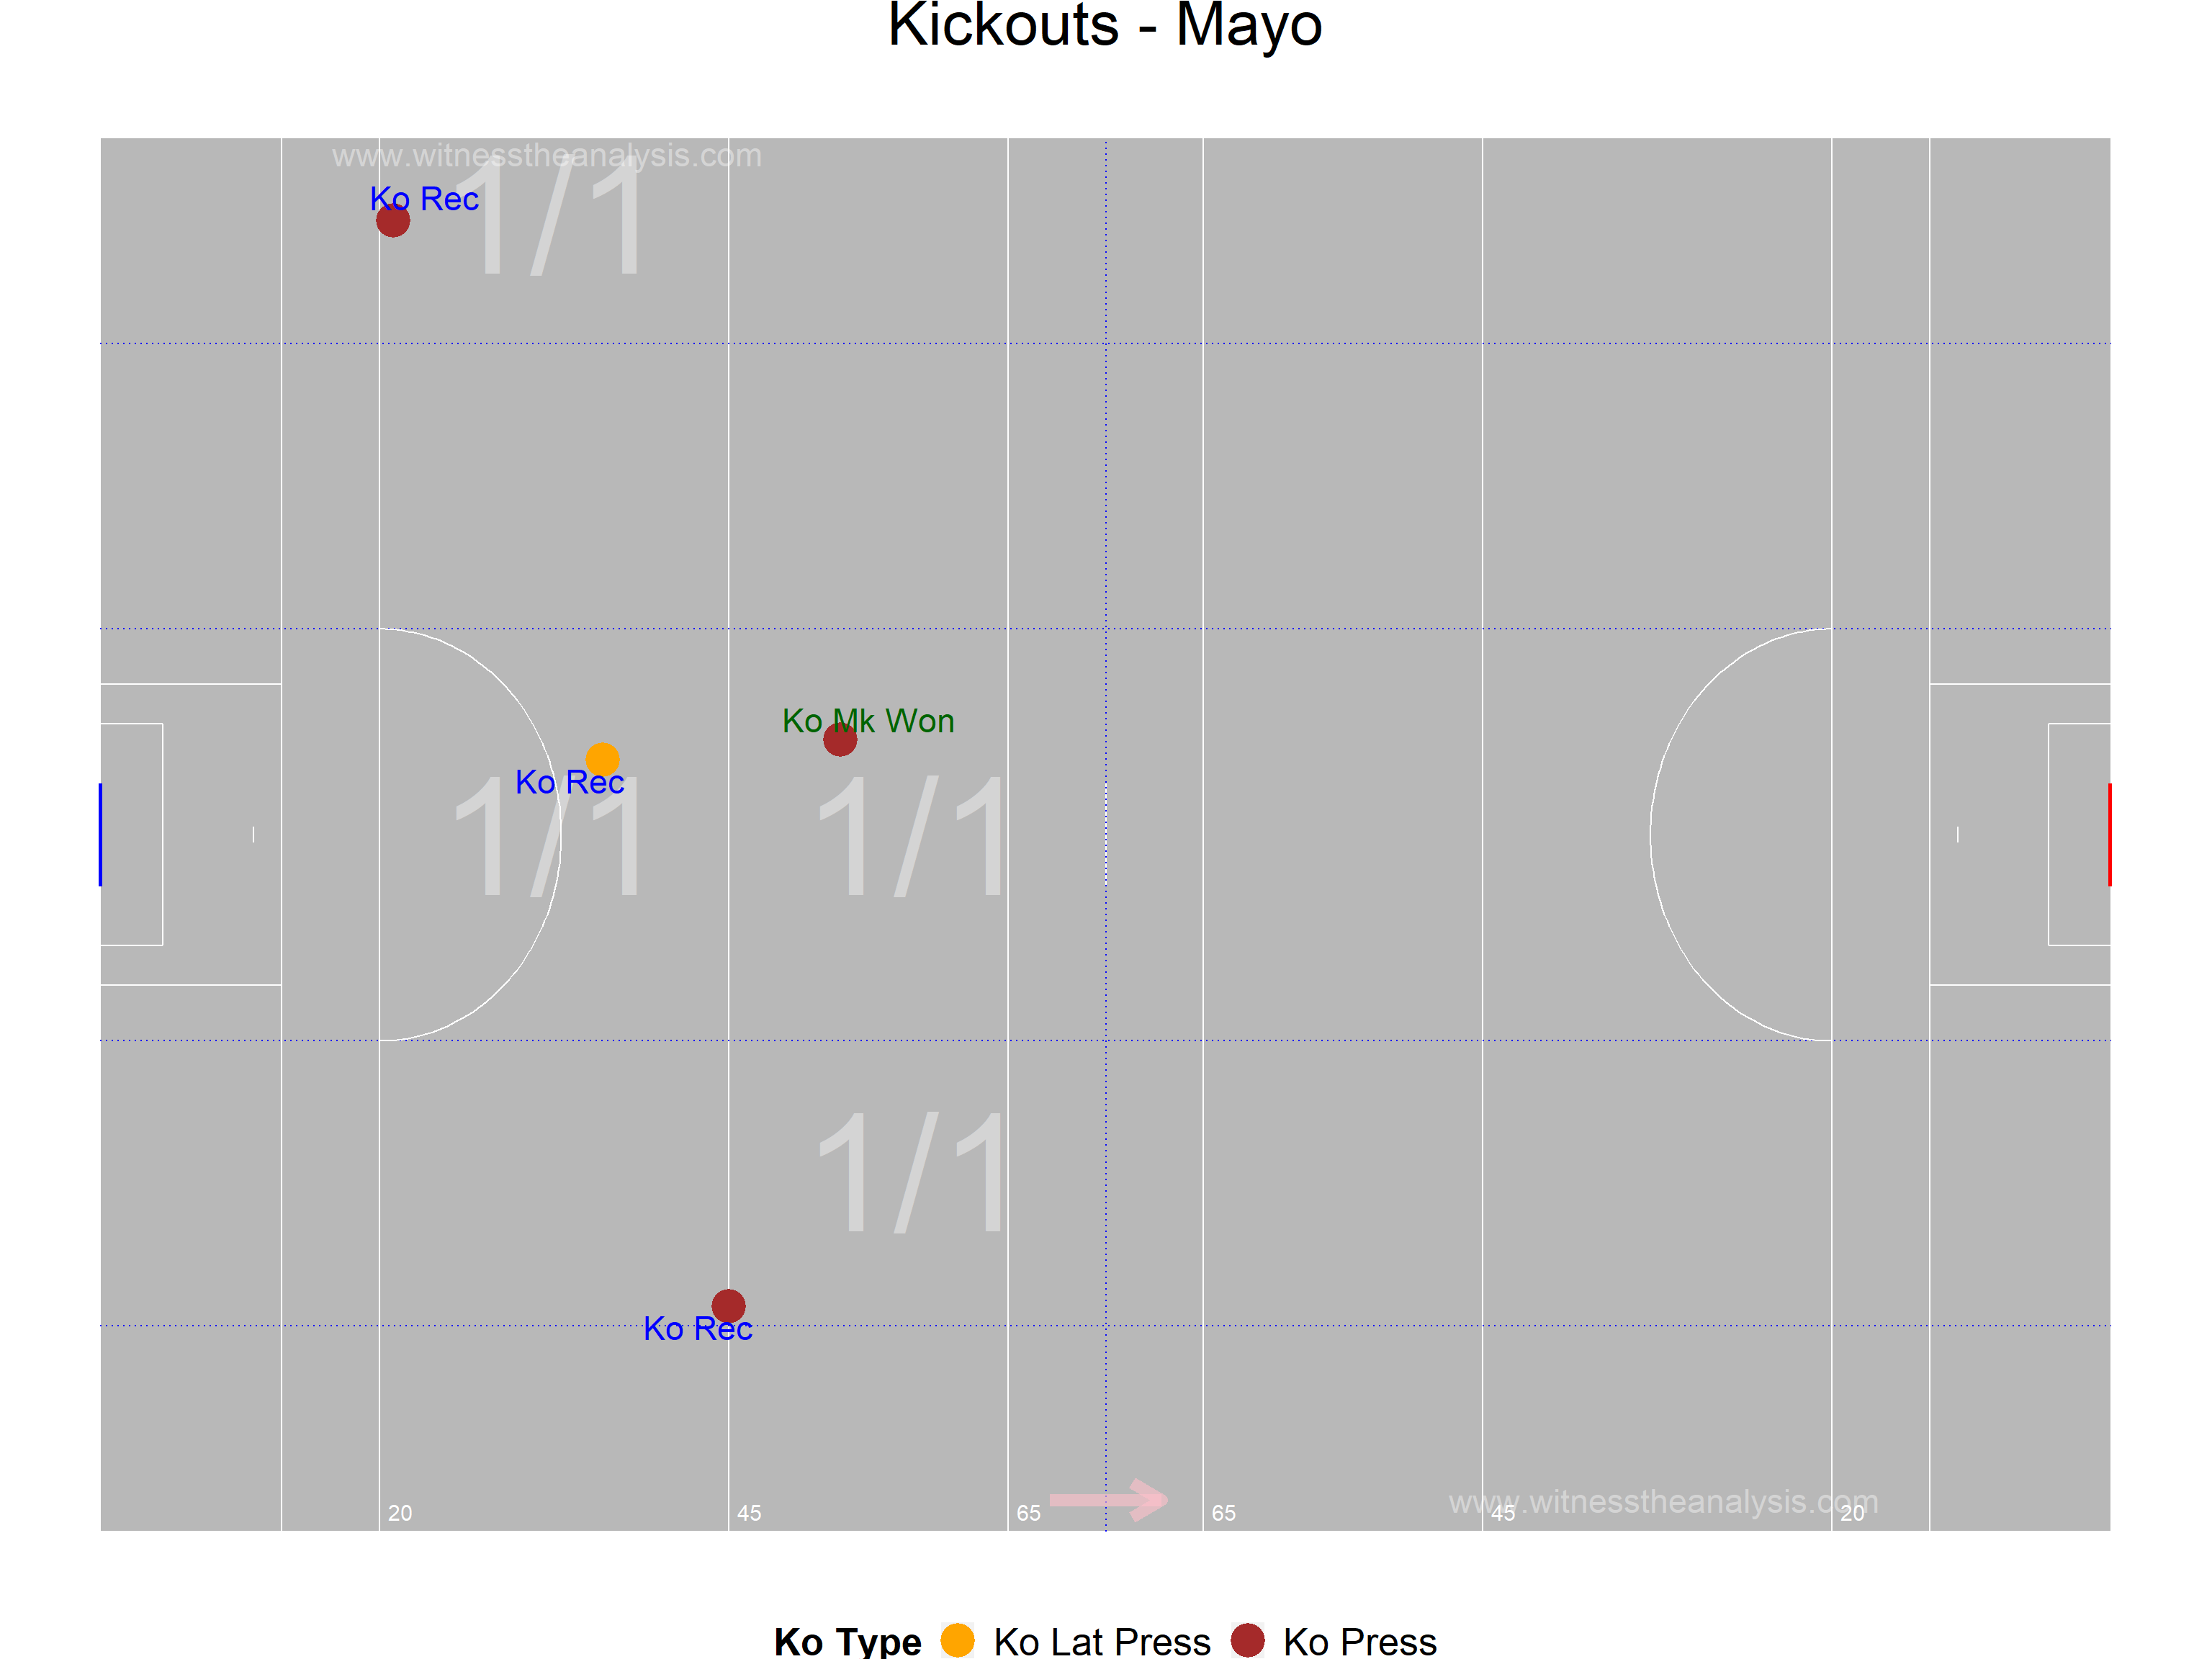 Kickouts - Mayo
www.witnesstheanalysis.com
Ko Rec
1/1
Ko Mk Won
Ko Rec
1/1
1/1
1/1
Ko Rec
www.witnesstheanalysis.com
20
45
65
65
45
20
Ko Type
Ko Lat Press
Ko Press